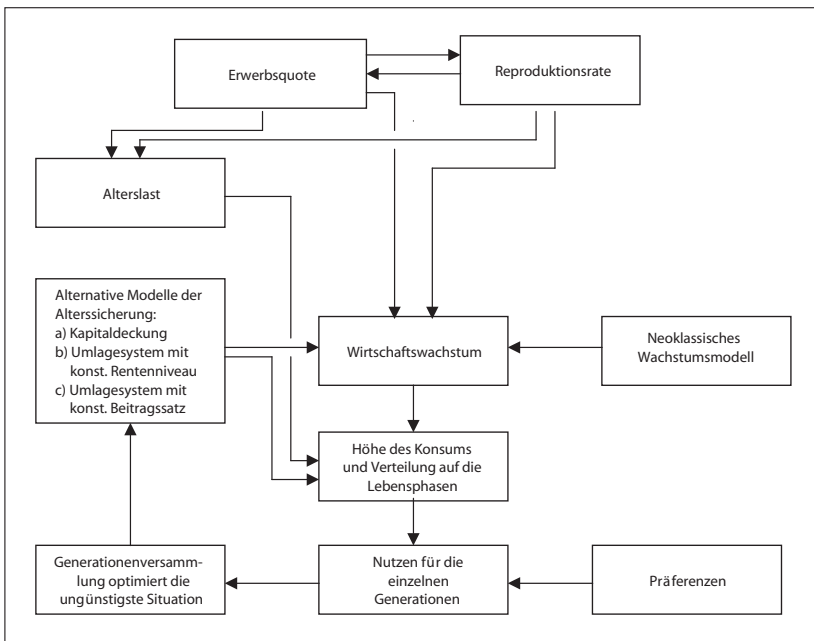 Erwerbsquote
Reproduktionsrate
Alterslast
Alternative Modelle der
Alterssicherung:
a) Kapitaldeckung
b) Umlagesystem mit
konst. Rentenniveau
c) Umlagesystem mit
konst. Beitragssatz
Wirtschaftswachstum
Neoklassisches
Wachstumsmodell
Höhe des Konsums
und Verteilung auf die
Lebensphasen
Generationenversamm-
lung optimiert die
ungünstigste Situation
Nutzen für die
einzelnen
Generationen
Präferenzen